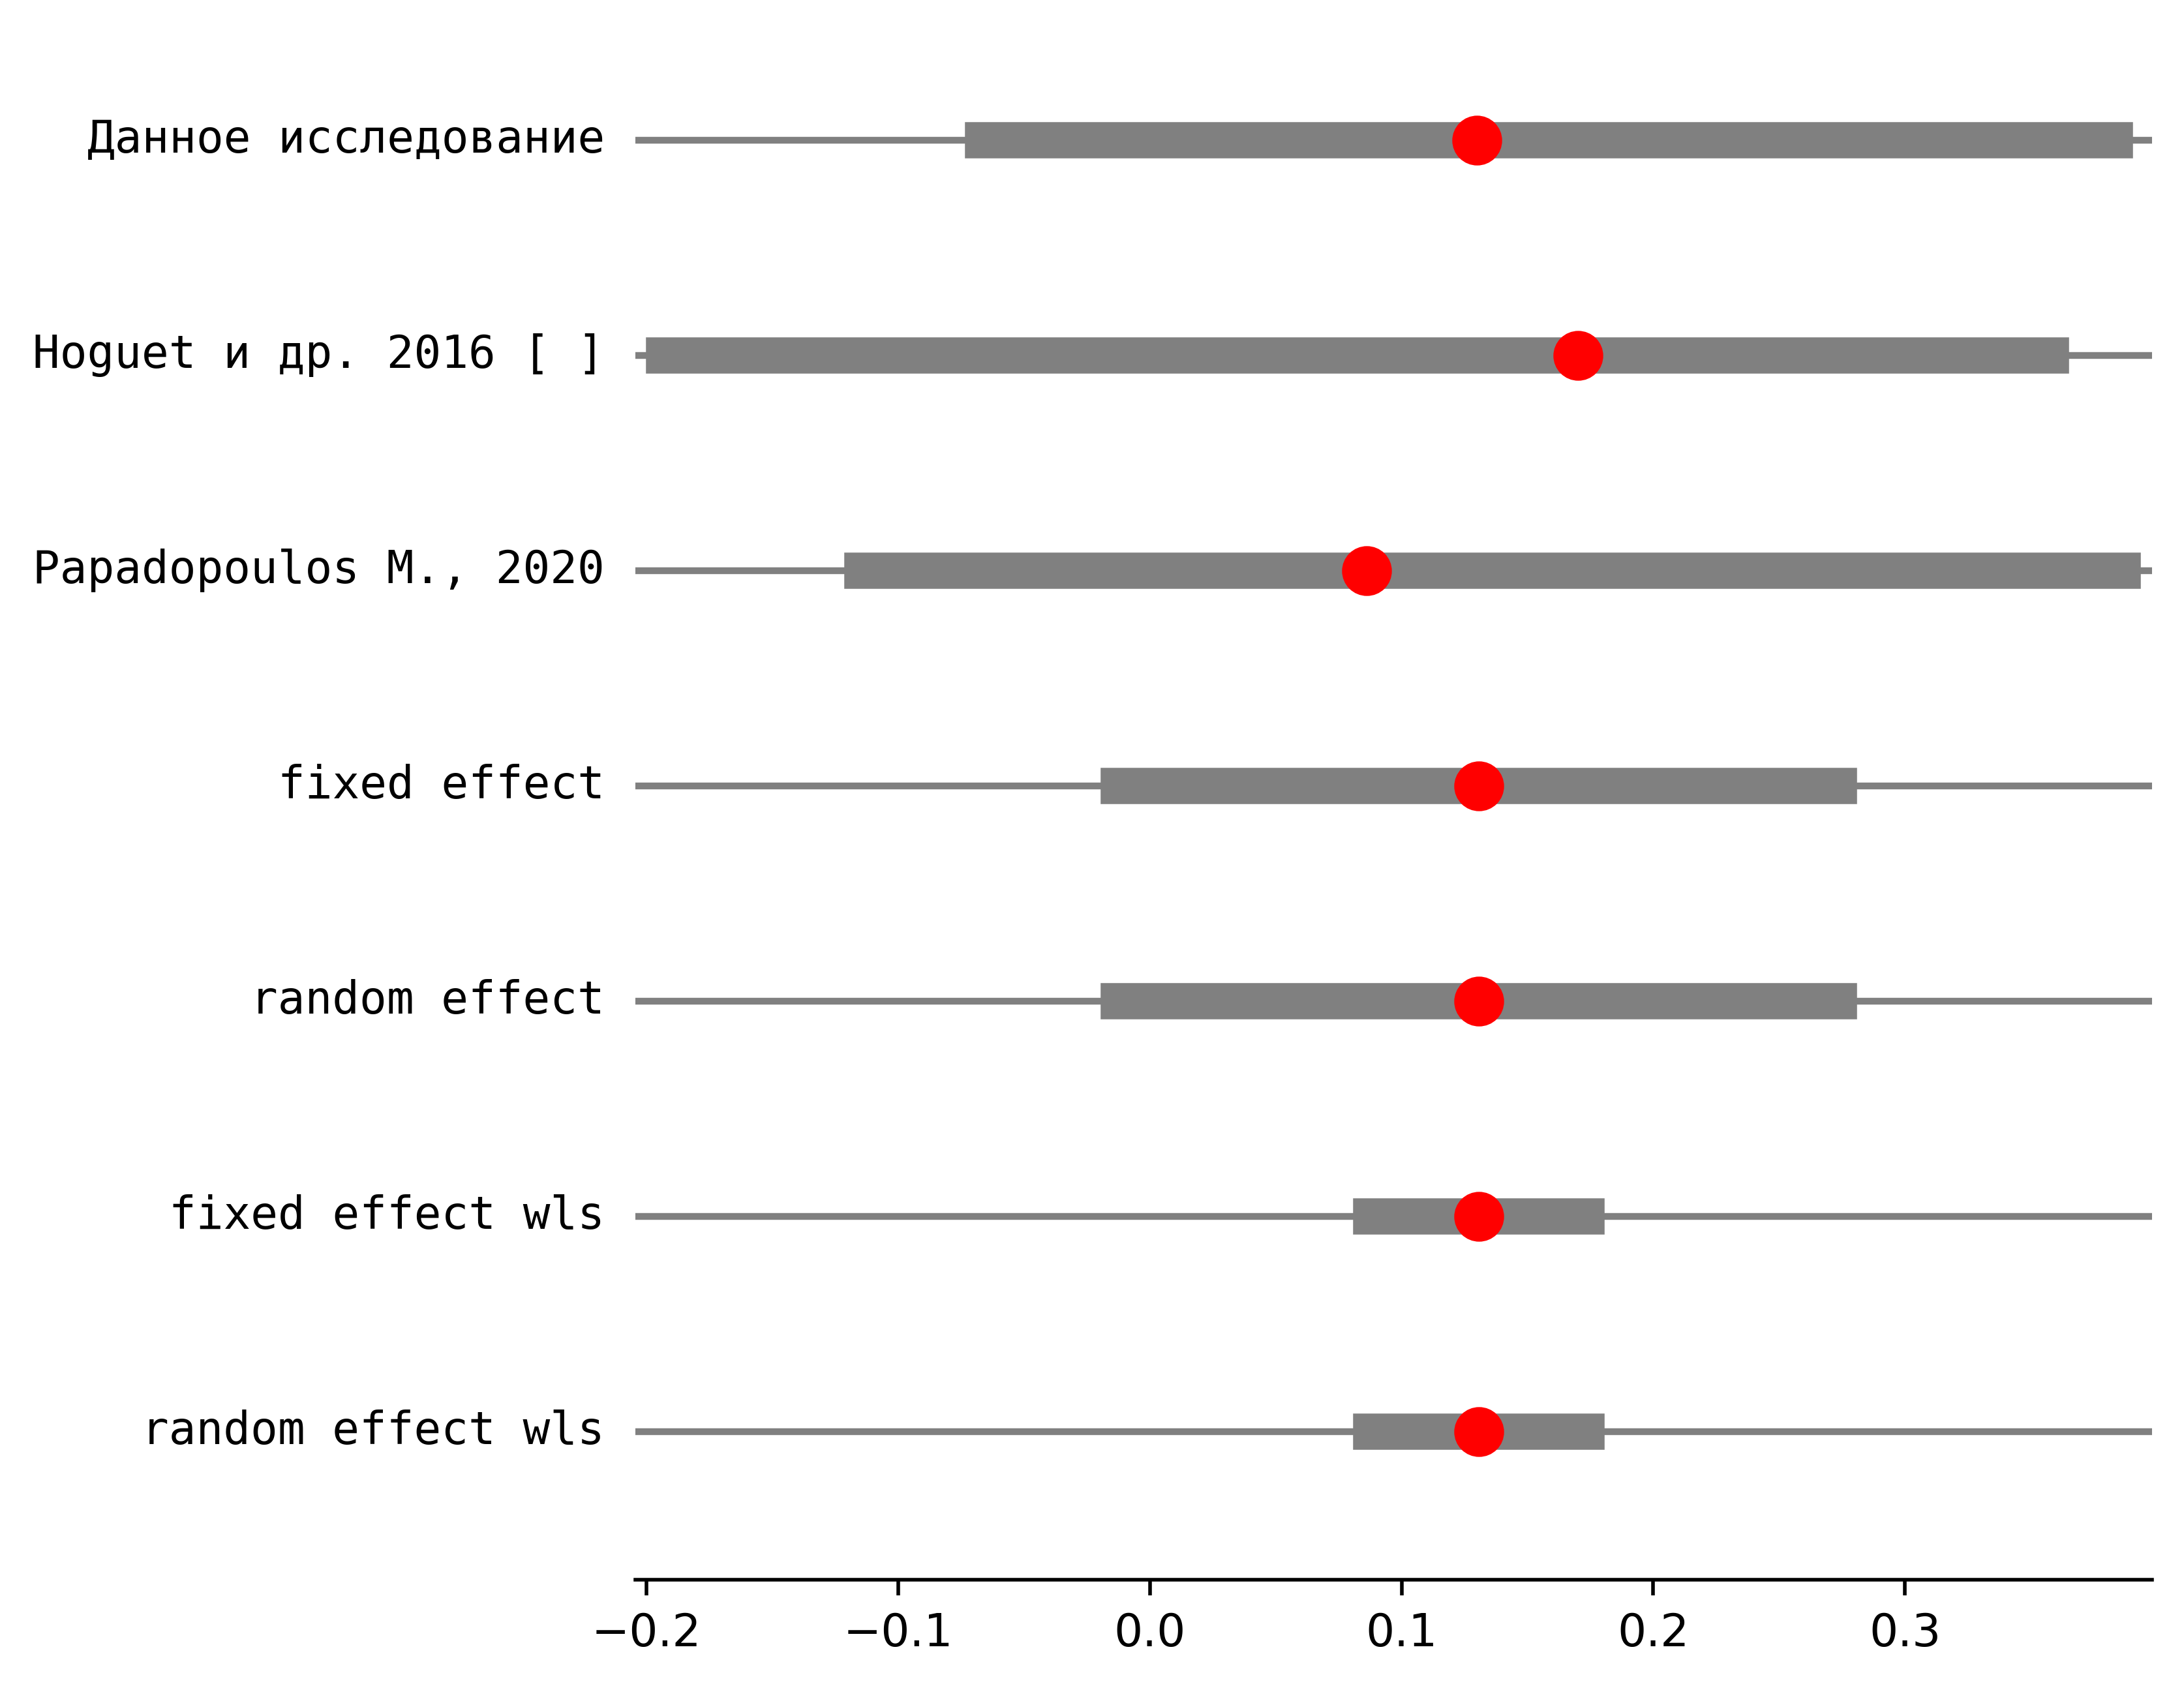 Данное исследование
Hoguet и др. 2016 [ ]
Papadopoulos M., 2020
fixed effect
random effect
fixed effect wls
random effect wls
−0.2 −0.1 0.0 0.1 0.2 0.3